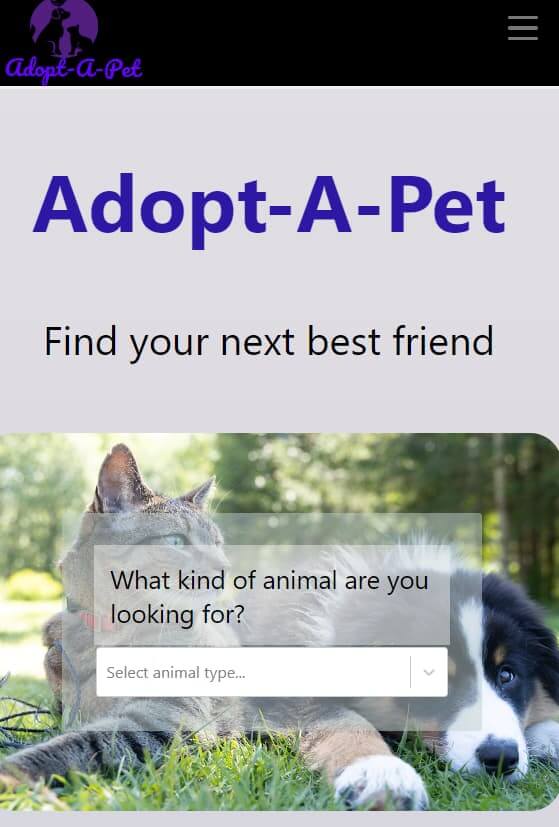 Adopt-A-Pet
Adopt-A-Pet
Find your next best friend
What kind of animal are you
looking for?
Select animal type...